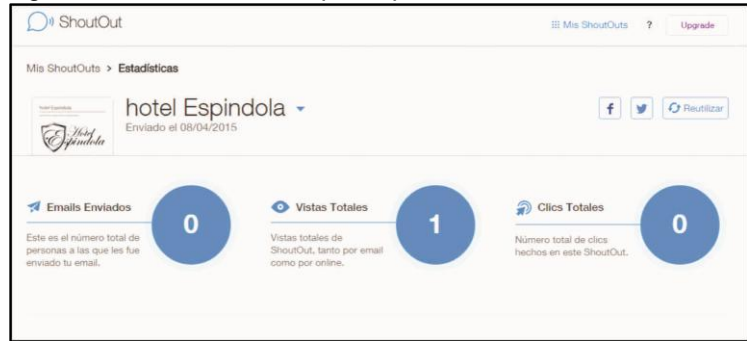 ShoutOut
Mis ShoutOuts
?
Upgrade
Mis ShoutOuts > Estadísticas
hotel Espindola
Enviado el 08/04/2015
Reutilizar
Hotel
Espindola
Emails Enviados
0
Este es el número total de
personas a las que les fue
enviado tu email.
Vistas Totales
1
Vistas totales de
ShoutOut, tanto por email
como por online.
Clics Totales
0
Número total de clics
hechos en este ShoutOut.